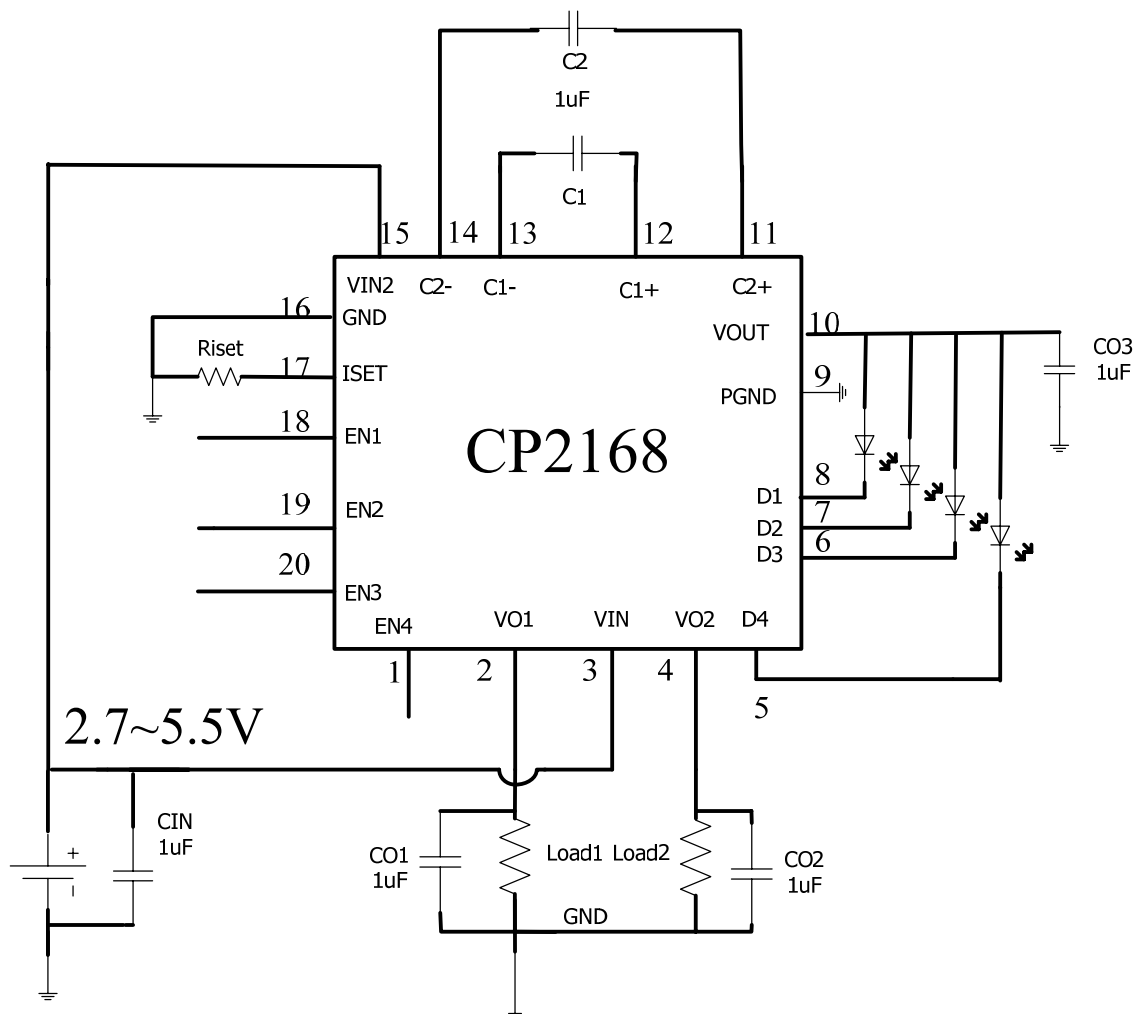 C2
1uF
C1
15
14
13
12
11
VIN2
C2-
C1-
C1+
C2+
16
GND
VOUT
10
Riset
17
ISET
CO3
1uF
PGND
9
18
EN1
CP2168
8
D1
19
EN2
7
D2
6
D3
20
EN3
EN4
VO1
VIN
VO2
D4
1
2
3
4
5
2.7~5.5V
+
CIN
1uF
–
CO1
1uF
Load1
Load2
CO2
1uF
GND